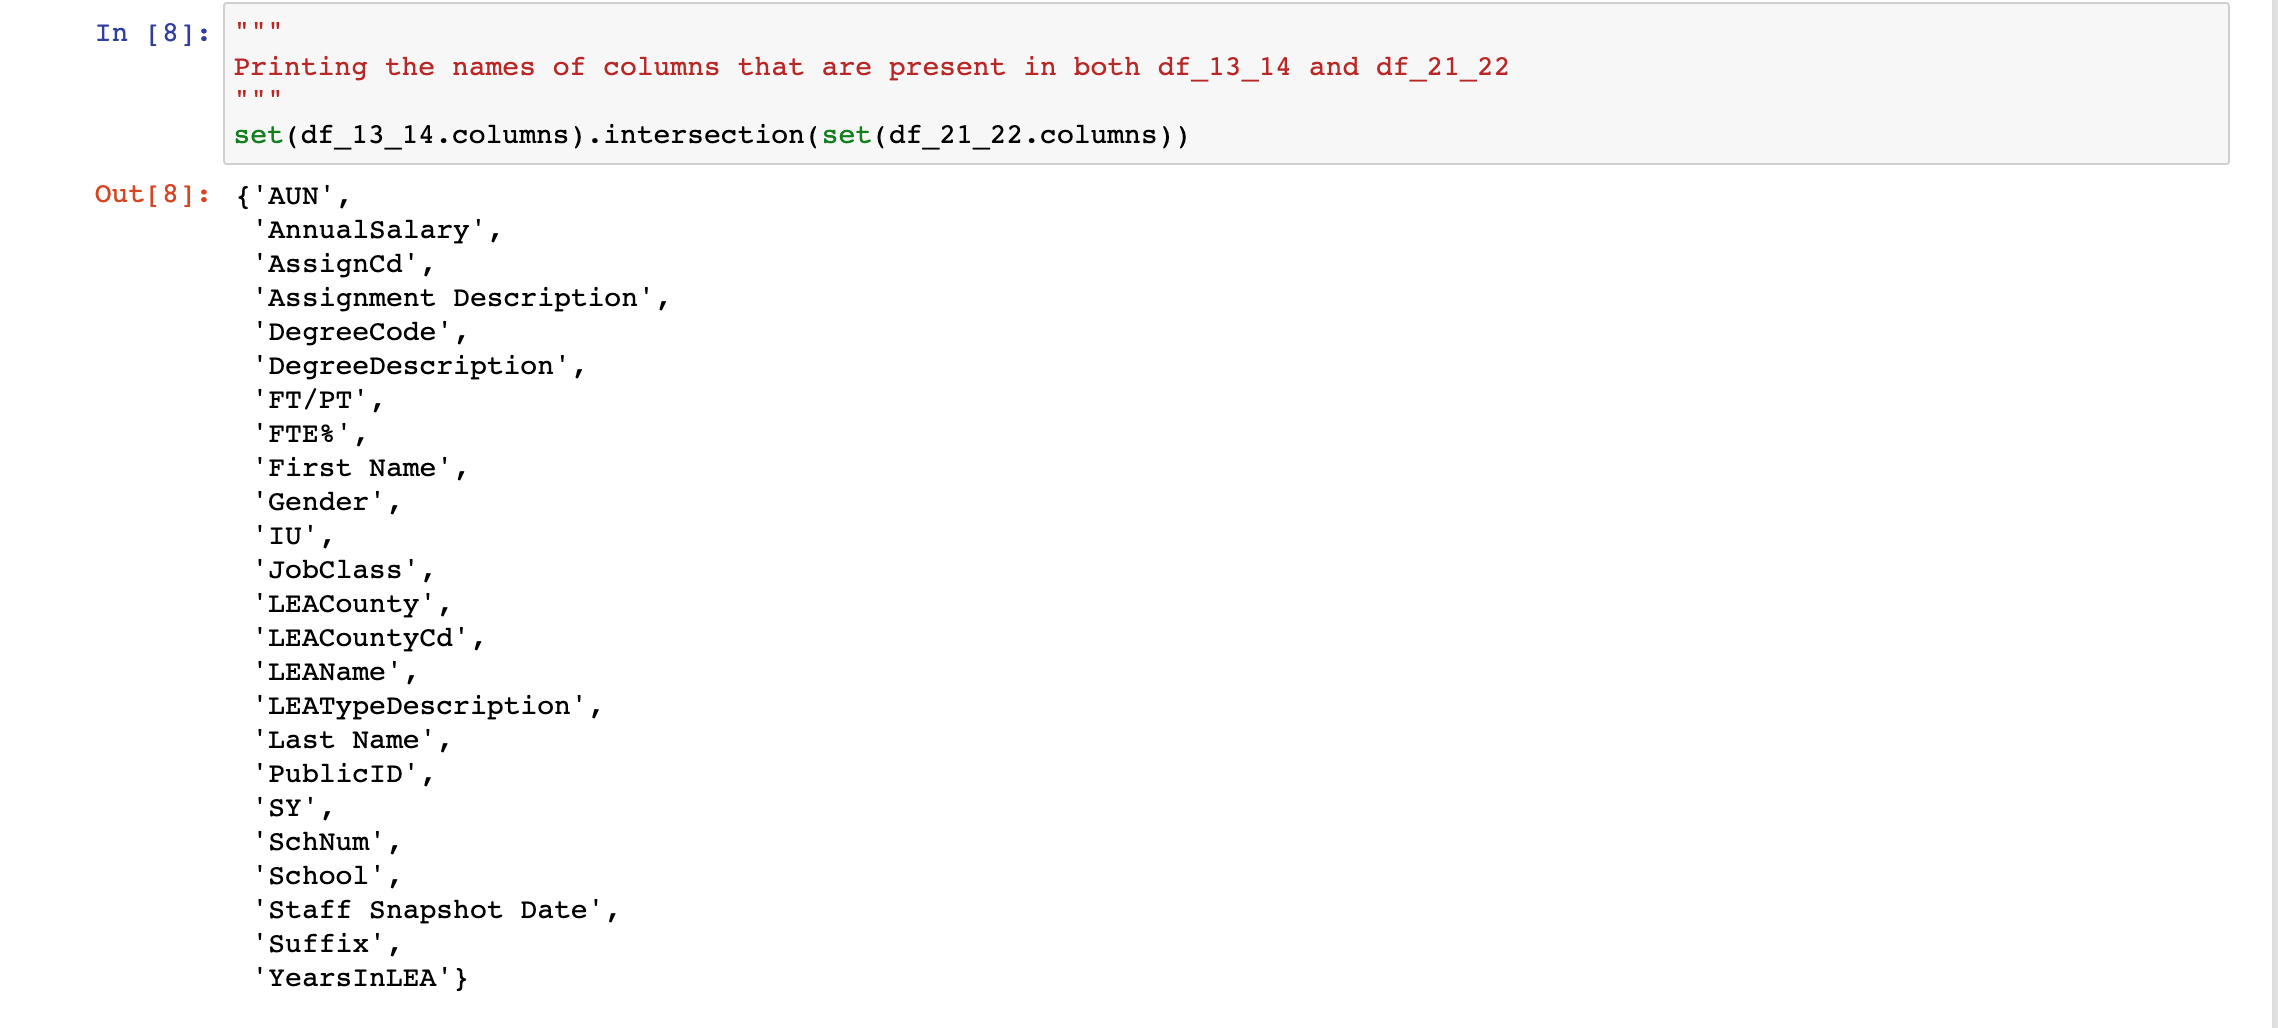 In [8]:
"""
Printing the names of columns that are present in both df_13_14 and df_21_22
"""
set(df_13_14.columns).intersection(set(df_21_22.columns))
Out[8]: {'AUN',
'AnnualSalary',
'AssignCd',
'Assignment Description',
'DegreeCode',
'DegreeDescription',
'FT/PT',
'FTE%',
'First Name',
'Gender',
'IU',
'JobClass',
'LEACounty',
'LEACountyCd',
'LEAName',
'LEATypeDescription',
'Last Name',
'PublicID',
'SY',
'SchNum',
'School',
'Staff Snapshot Date',
'Suffix',
'YearsInLEA'}